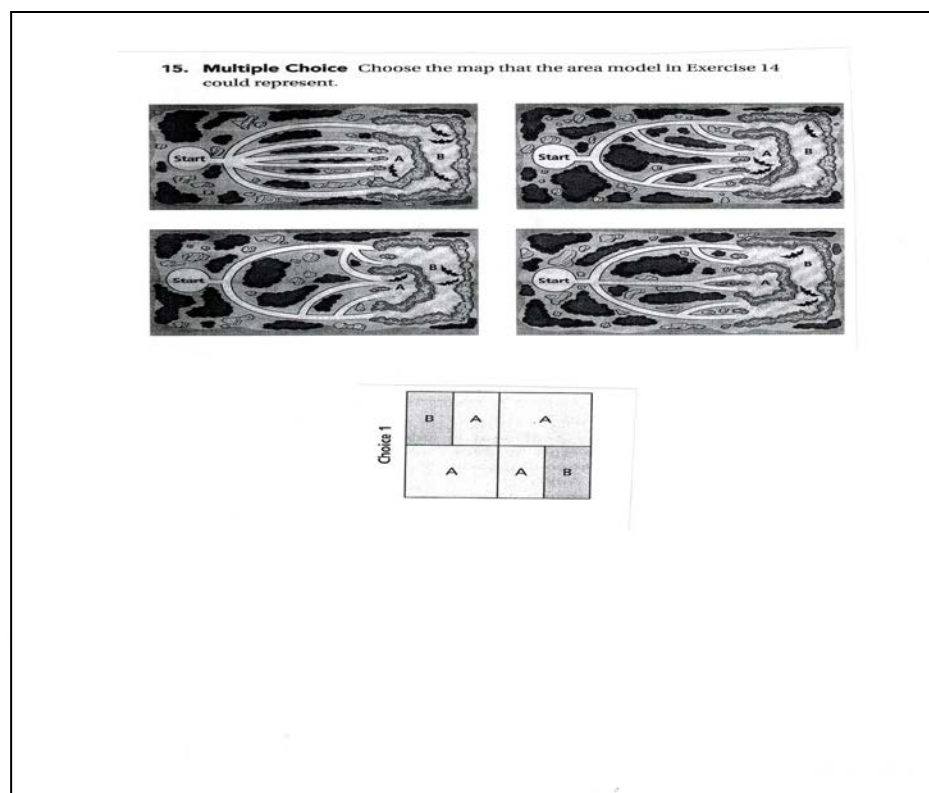 15. Multiple Choice Choose the map that the area model in Exercise 14
could represent.
Start A B
Start A B
Start A B
Start A B
Choice 1
B A A
A A B